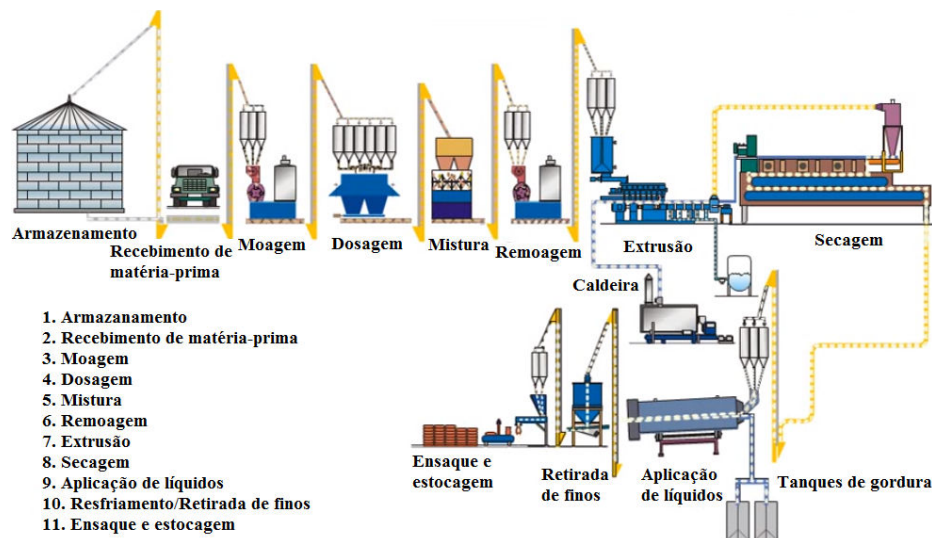 Armazenamento
Recebimento de
matéria-prima
Moagem
Dosagem
Mistura
Remoagem
Extrusão
Secagem
Caldeira
1. Armazanamento
2. Recebimento de matéria-prima
3. Moagem
4. Dosagem
5. Mistura
6. Remoagem
7. Extrusão
8. Secagem
9. Aplicação de líquidos
10. Resfriamento/Retirada de finos
11. Ensaque e estocagem
Ensaque e
estocagem
Retirada
de finos
Aplicação
de líquidos
Tanques de gordura